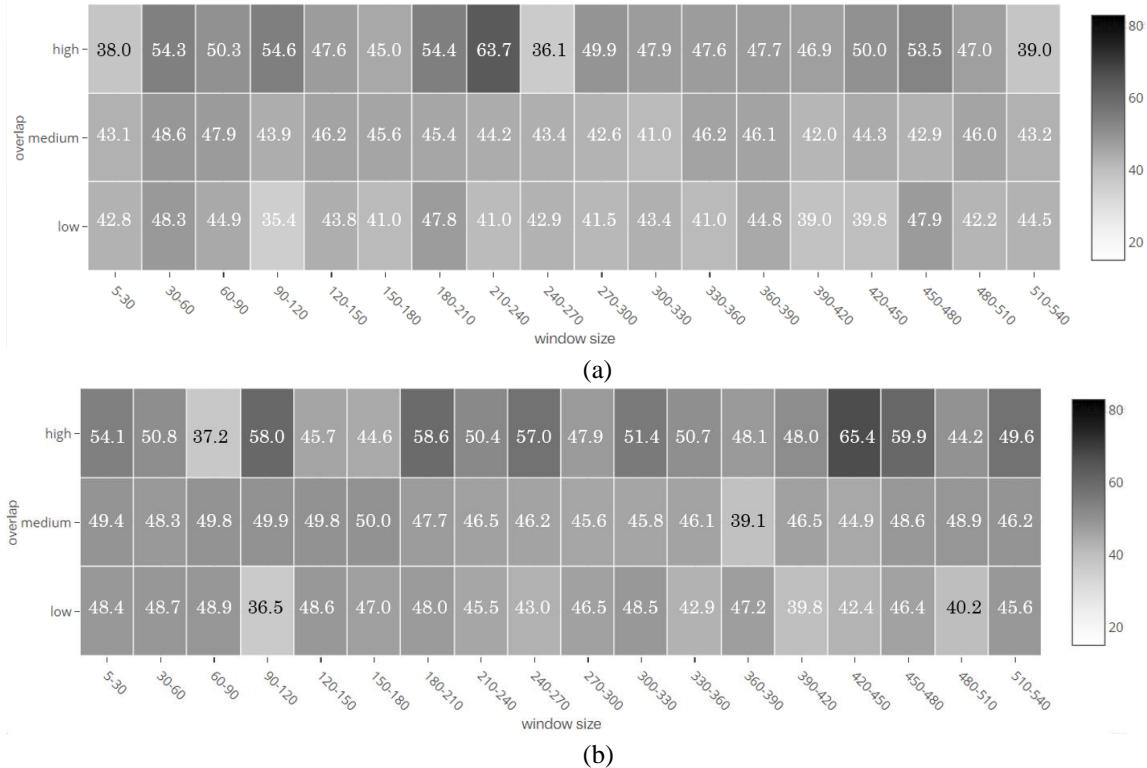 high 38.0 54.3 50.3 54.6 47.6 45.0 54.4 63.7 36.1 49.9 47.9 47.6 47.7 46.9 50.0 53.5 47.0 39.0
medium 43.1 48.6 47.9 43.9 46.2 45.6 45.4 44.2 43.4 42.6 41.0 46.2 46.1 42.0 44.3 42.9 46.0 43.2
low 42.8 48.3 44.9 35.4 43.8 41.0 47.8 41.0 42.9 41.5 43.4 41.0 44.8 39.0 39.8 47.9 42.2 44.5
overlap
5-30 30-60 60-90 90-120 120-150 150-180 180-210 210-240 240-270 270-300 300-330 330-360 360-390 390-420 420-450 450-480 480-510 510-540
window size
80
60
40
20
(a)
high 54.1 50.8 37.2 58.0 45.7 44.6 58.6 50.4 57.0 47.9 51.4 50.7 48.1 48.0 65.4 59.9 44.2 49.6
medium 49.4 48.3 49.8 49.9 49.8 50.0 47.7 46.5 46.2 45.6 45.8 46.1 39.1 46.5 44.9 48.6 48.9 46.2
low 48.4 48.7 48.9 36.5 48.6 47.0 48.0 45.5 43.0 46.5 48.5 42.9 47.2 39.8 42.4 46.4 40.2 45.6
overlap
5-30 30-60 60-90 90-120 120-150 150-180 180-210 210-240 240-270 270-300 300-330 330-360 360-390 390-420 420-450 450-480 480-510 510-540
window size
80
60
40
20
(b)